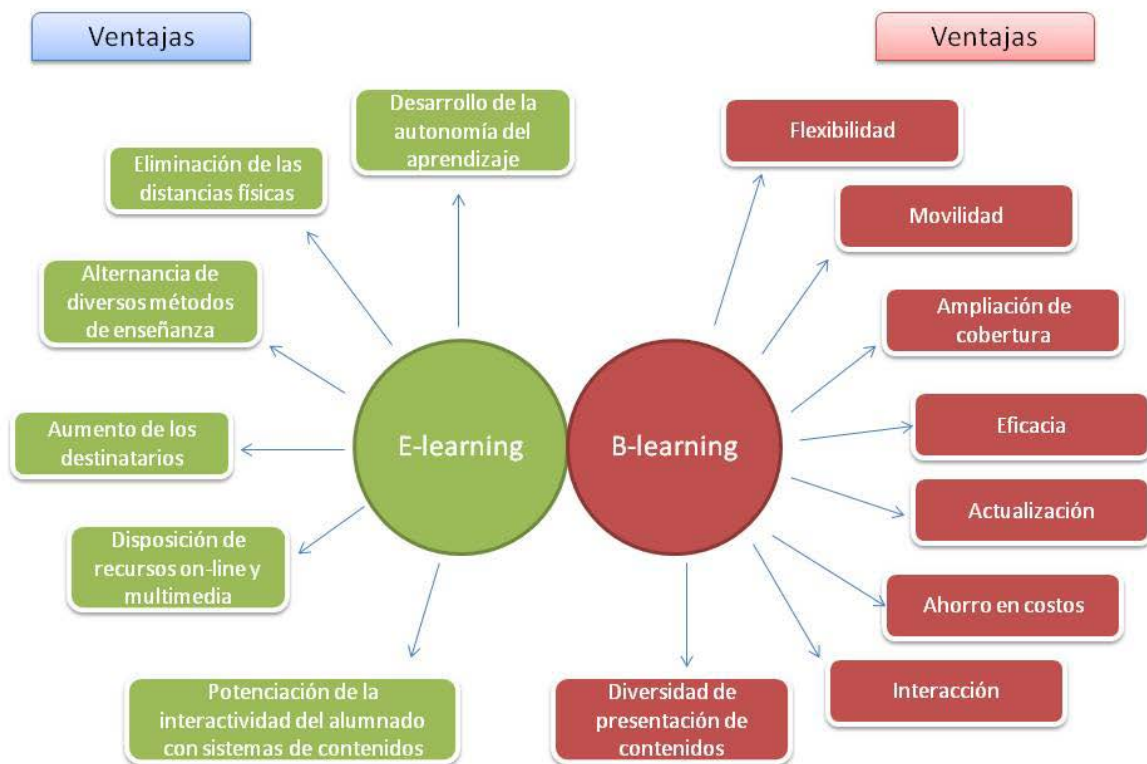 Ventajas
Ventajas
Desarrollo de la
autonomía del
aprendizaje
Eliminación de las
distancias físicas
Alternancia de
diversos métodos
de enseñanza
Aumento de los
destinatarios
Disposición de
recursos on-line y
multimedia
Potenciación de la
interactividad del alumnado
con sistemas de contenidos
E-learning
B-learning
Flexibilidad
Movilidad
Ampliación de
cobertura
Eficacia
Actualización
Ahorro en costos
Interacción
Diversidad de
presentación de
contenidos